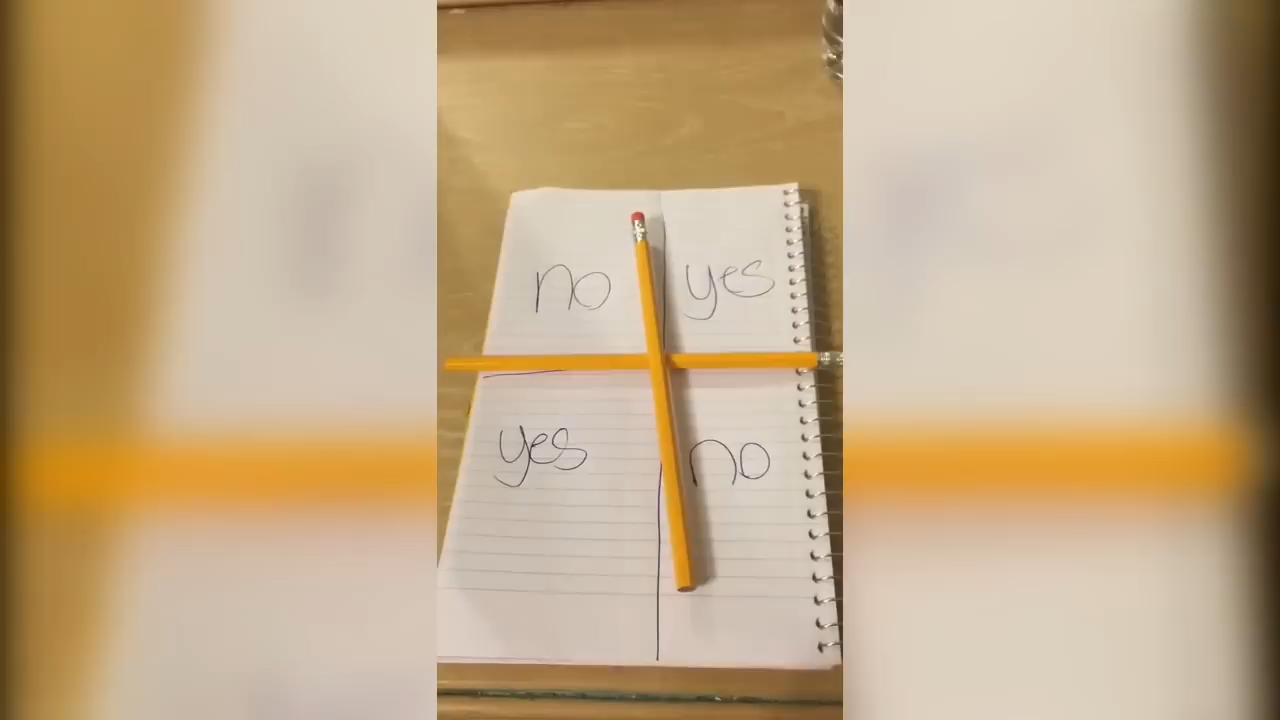 no yes
yes no